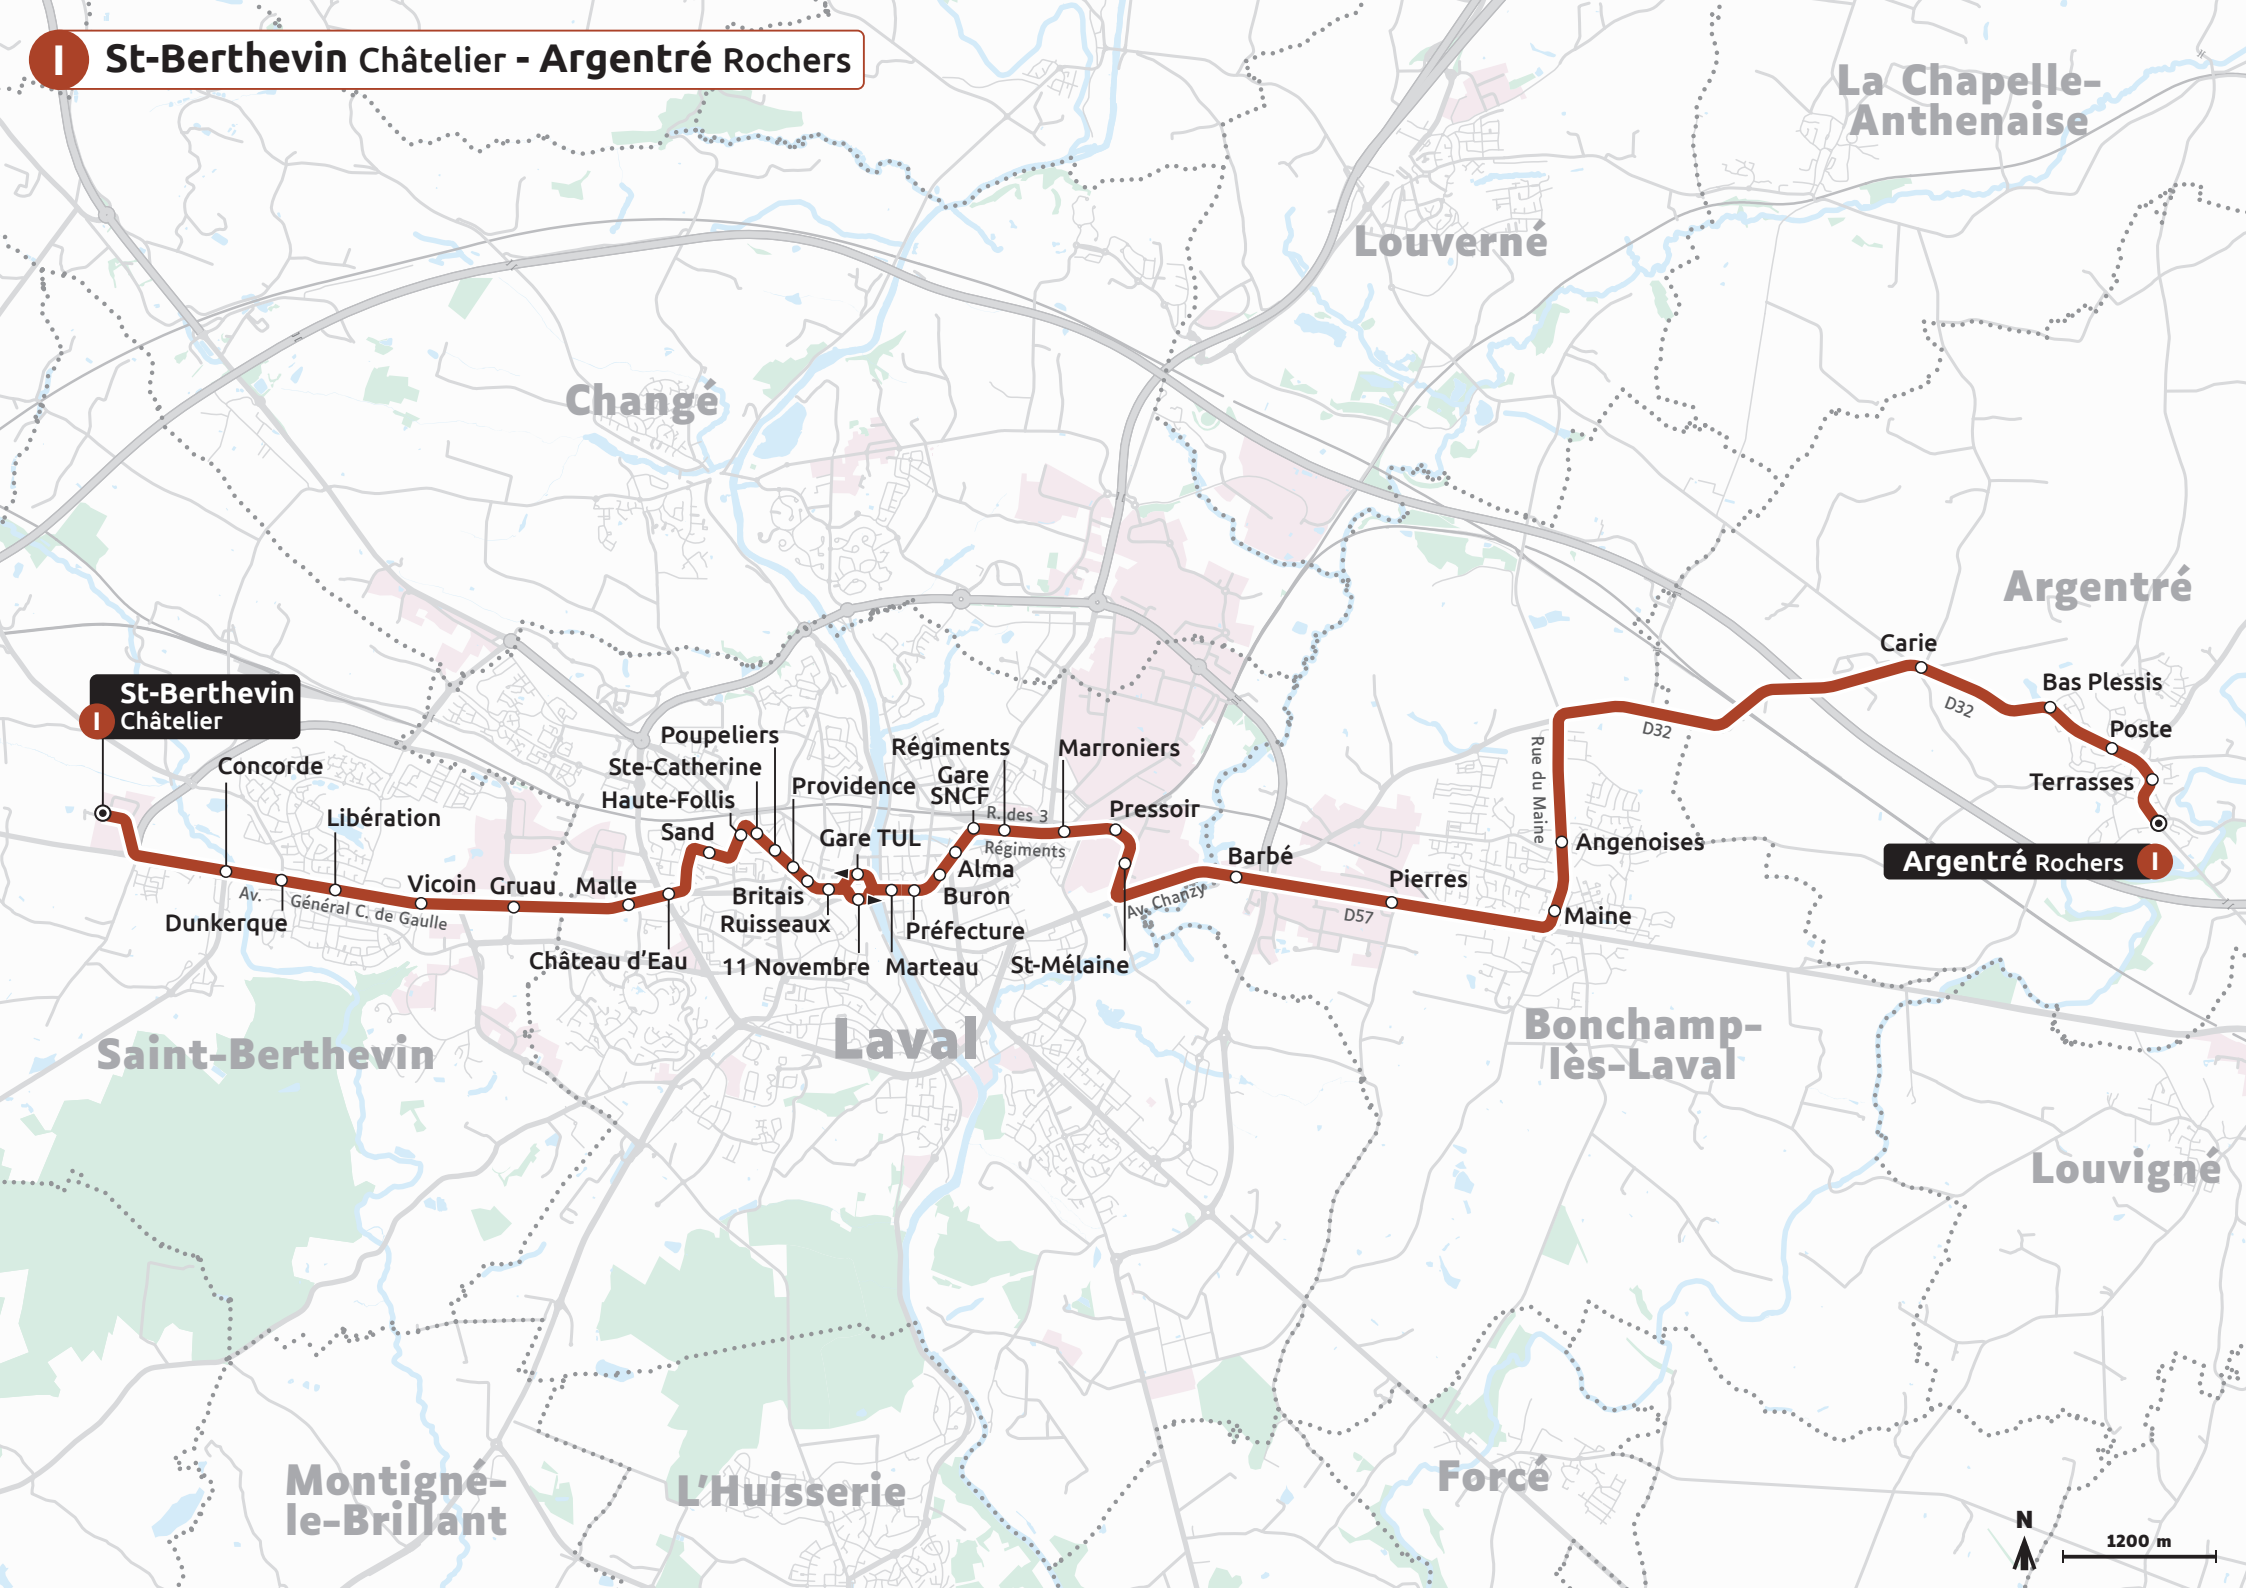 I St-Berthevin Châtelier - Argentré Rochers
La Chapelle-
Anthenaise
Louverné
Changé
Argentré
Carie
Bas Plessis
D32
Poste
D32
Terrasses
Argentré Rochers I
St-Berthevin
I Châtelier
Concorde
Libération
Vicoin
Gruau
Malle
Av. Général C. de Gaulle
Dunkerque
Château d'Eau
Poupeliers
Ste-Catherine
Haute-Follis
Sand
Providence
Gare TUL
Britais
Ruisseaux
11 Novembre
Marteau
Préfecture
Buron
Alma
Régiments
Gare
SNCF
R. des 3
Régiments
Marroniers
Pressoir
St-Mélaine
Av. Chanzy
Barbé
Pierres
D57
Rue du Maine
Angenoises
Maine
Saint-Berthevin
Laval
Bonchamp-
lès-Laval
Louvigné
Montigné-
le-Brillant
L'Huisserie
Forcé
N
1200 m